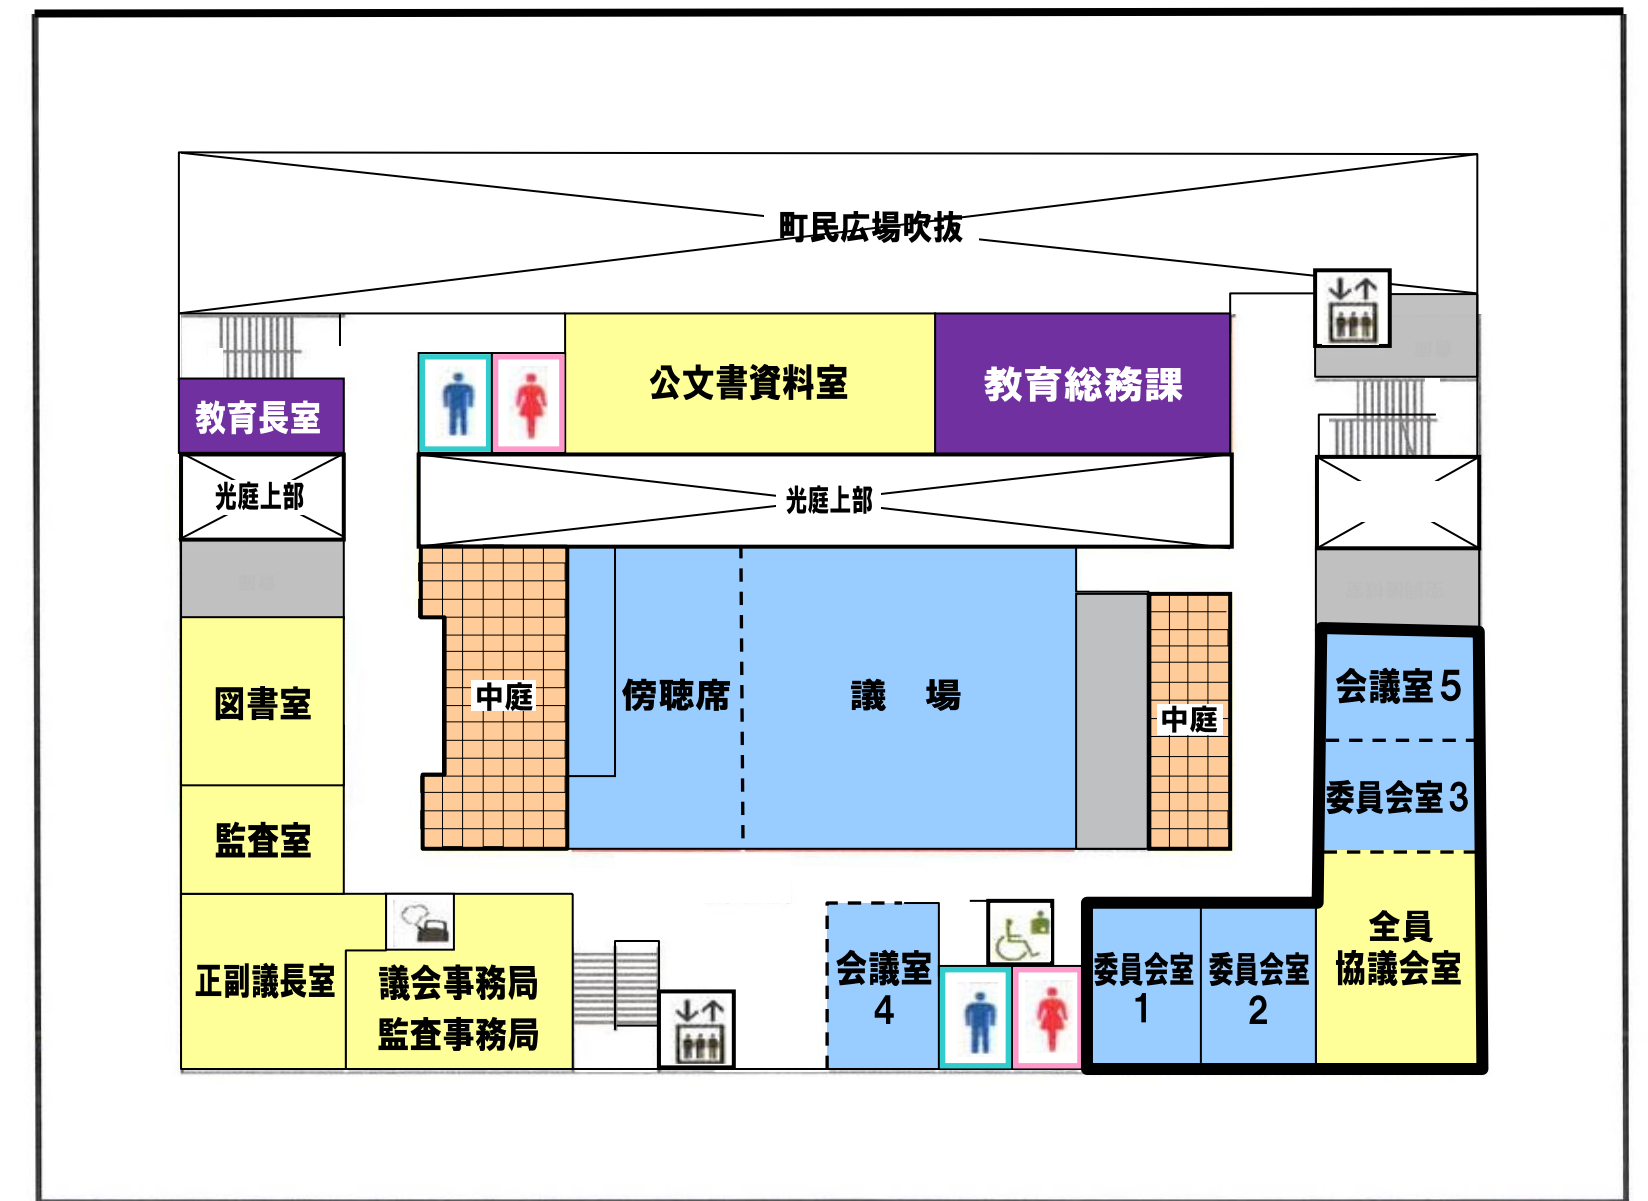 町民広場吹抜
公文書資料室
教育総務課
教育長室
光庭上部
光庭上部
図書室
中庭
傍聴席
議　場
中庭
会議室５
委員会室３
監査室
全員
協議会室
正副議長室
議会事務局
監査事務局
会議室
4
委員会室
1
委員会室
2